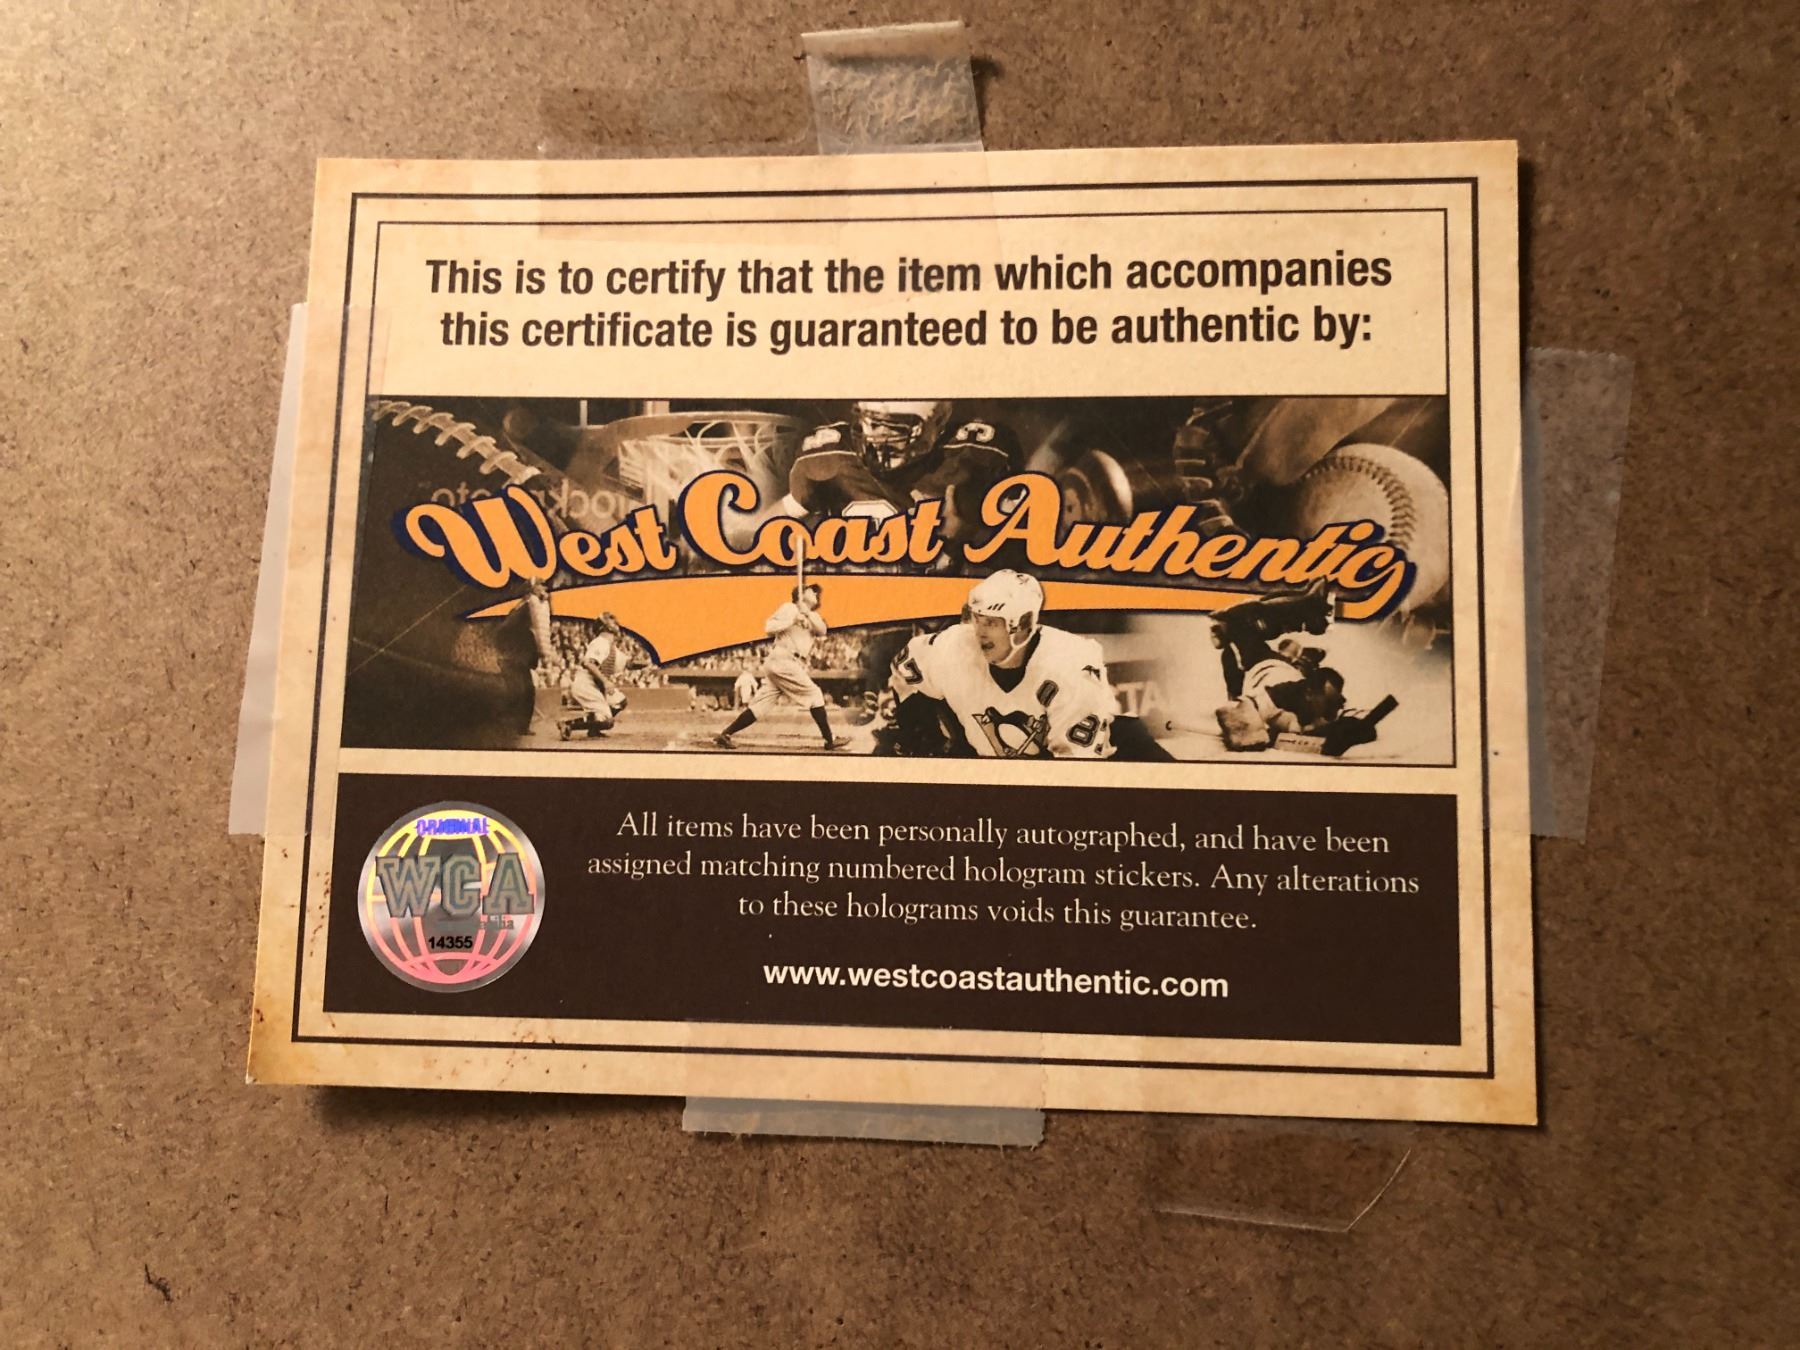 This is to certify that the item which accompanies
this certificate is guaranteed to be authentic by:
West Coast Authentic
87
ORIGINAL
WCA
14355
All items have been personally autographed, and have been
assigned matching numbered hologram stickers. Any alterations
to these holograms voids this guarantee.
www.westcoastauthentic.com